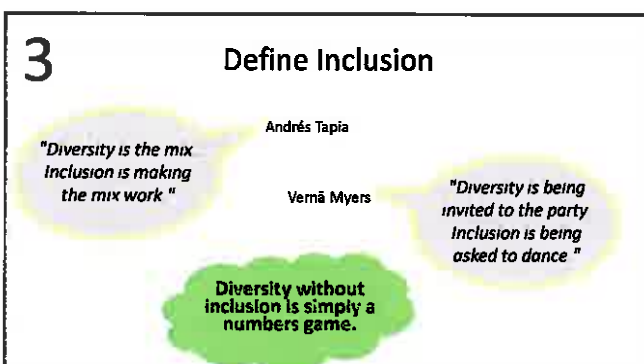 3
Define Inclusion
Andrés Tapia
"Diversity is the mix
Inclusion is making
the mix work "
Vernā Myers
"Diversity is being
invited to the party
Inclusion is being
asked to dance "
Diversity without
inclusion is simply a
numbers game.